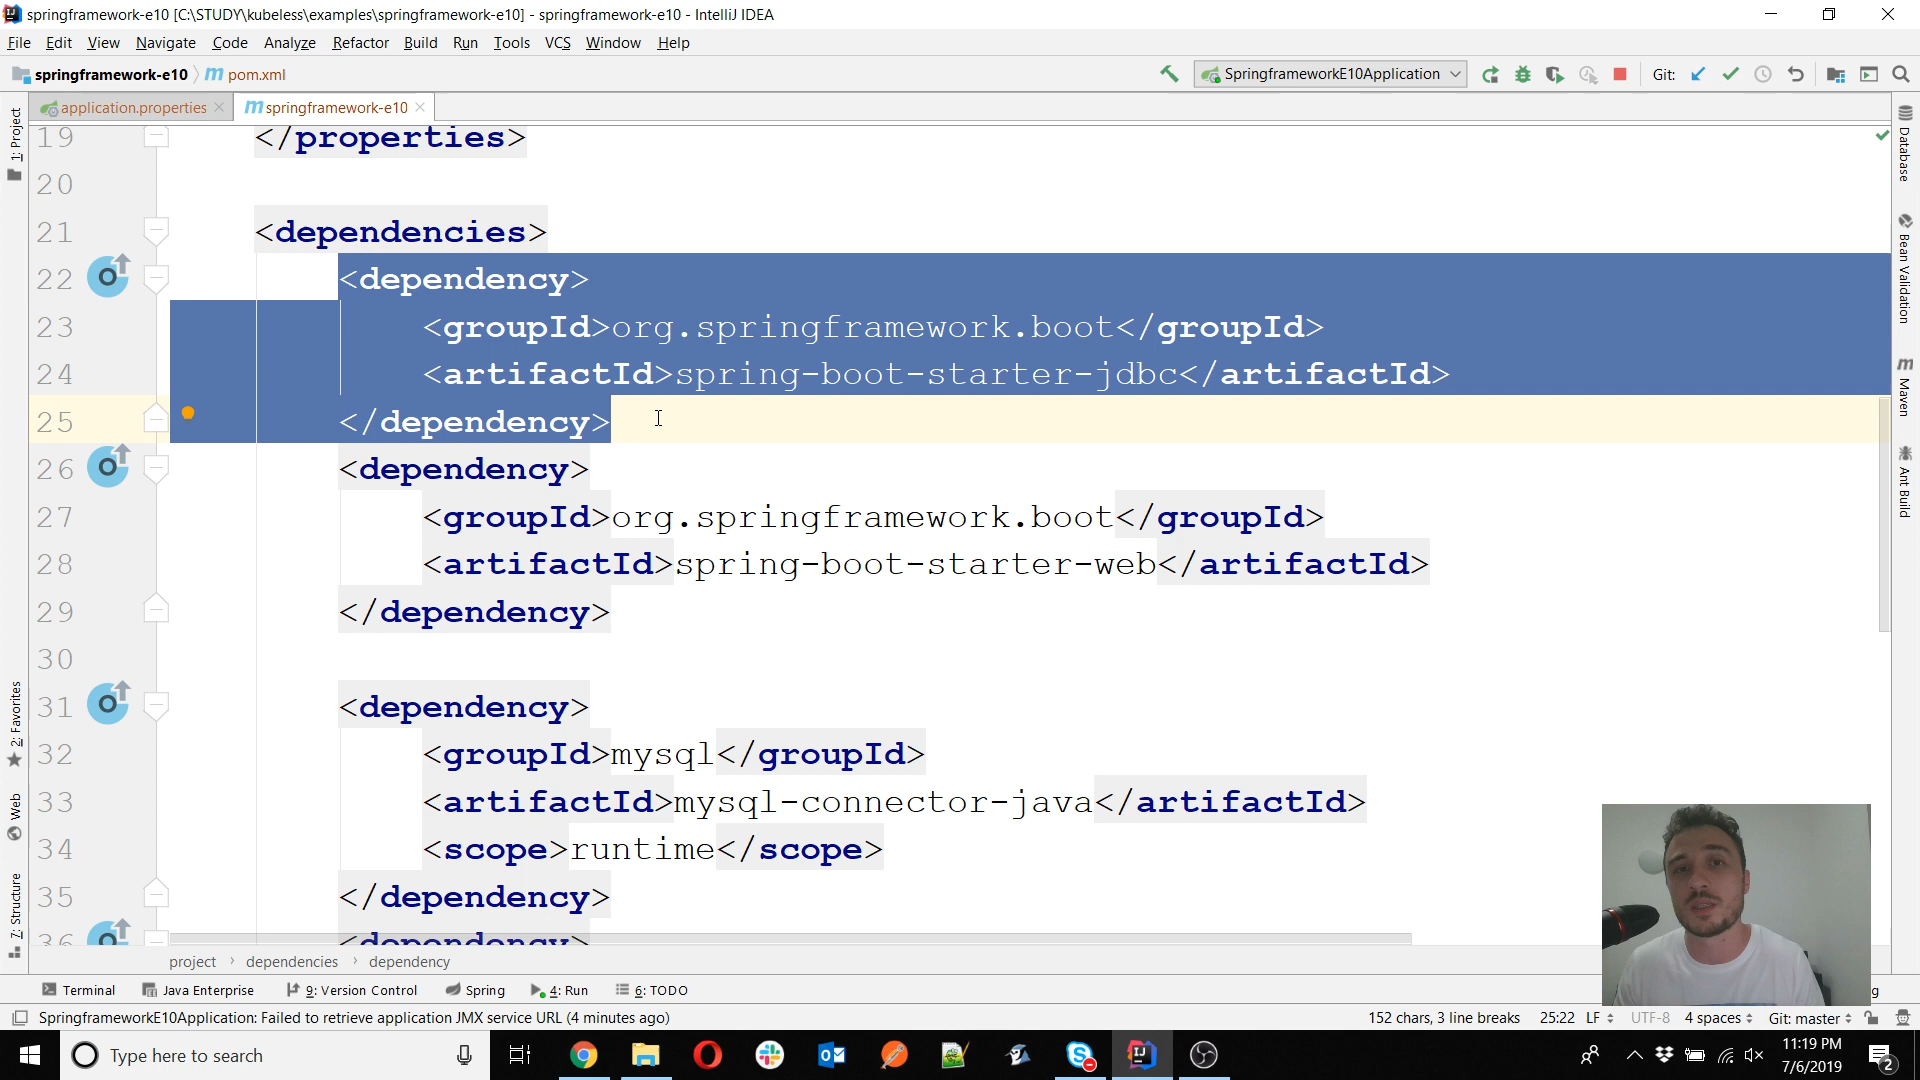 springframework-e10 [C:\STUDY\kubeless\examples\springframework-e10] - springframework-e10 - IntelliJ IDEA
File Edit View Navigate Code Analyze Refactor Build Run Tools VCS Window Help
springframework-e10 pom.xml SpringframeworkE10Application Git:
application.properties springframework-e10
1: Project
2: Favorites
Web
7: Structure
19 </properties>
20
21 <dependencies>
22 <dependency>
23 <groupId>org.springframework.boot</groupId>
24 <artifactId>spring-boot-starter-jdbc</artifactId>
25 </dependency>
26 <dependency>
27 <groupId>org.springframework.boot</groupId>
28 <artifactId>spring-boot-starter-web</artifactId>
29 </dependency>
30
31 <dependency>
32 <groupId>mysql</groupId>
33 <artifactId>mysql-connector-java</artifactId>
34 <scope>runtime</scope>
35 </dependency>
36 <dependency>
Database
Bean Validation
Maven
Ant Build
project › dependencies › dependency
Terminal Java Enterprise 9: Version Control Spring 4: Run 6: TODO
SpringframeworkE10Application: Failed to retrieve application JMX service URL (4 minutes ago) 152 chars, 3 line breaks 25:22 LF UTF-8 4 spaces Git: master
Type here to search
11:19 PM
7/6/2019
2